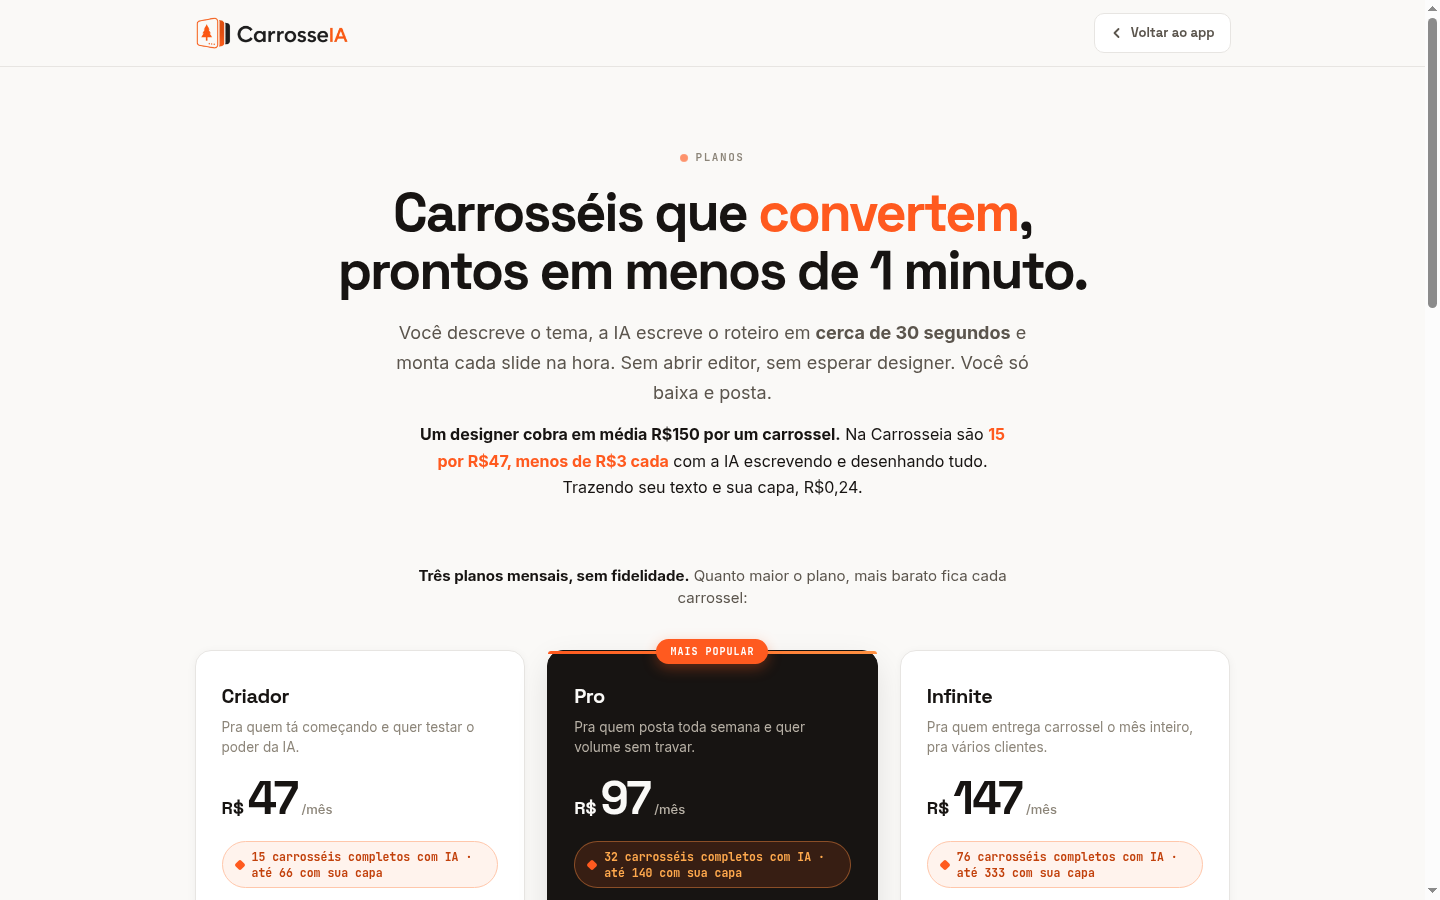 CarrosseIA
Voltar ao app
PLANOS
Carrosséis que convertem,
prontos em menos de 1 minuto.
Você descreve o tema, a IA escreve o roteiro em cerca de 30 segundos e
monta cada slide na hora. Sem abrir editor, sem esperar designer. Você só
baixa e posta.
Um designer cobra em média R$150 por um carrossel. Na Carrosseia são 15
por R$47, menos de R$3 cada com a IA escrevendo e desenhando tudo.
Trazendo seu texto e sua capa, R$0,24.
Três planos mensais, sem fidelidade. Quanto maior o plano, mais barato fica cada
carrossel:
Criador
Pra quem tá começando e quer testar o
poder da IA.
R$ 47 /mês
15 carrosséis completos com IA ·
até 66 com sua capa
MAIS POPULAR
Pro
Pra quem posta toda semana e quer
volume sem travar.
R$ 97 /mês
32 carrosséis completos com IA ·
até 140 com sua capa
Infinite
Pra quem entrega carrossel o mês inteiro,
pra vários clientes.
R$ 147 /mês
76 carrosséis completos com IA ·
até 333 com sua capa